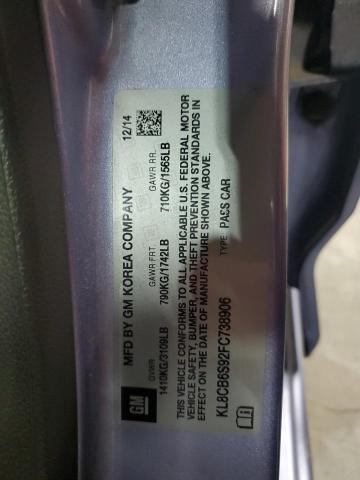 MFD BY GM KOREA COMPANY 12/14
GVWR GAWR FRT. GAWR RR.
1410KG/3109LB 790KG/1742LB 710KG/1565LB
THIS VEHICLE CONFORMS TO ALL APPLICABLE U.S. FEDERAL MOTOR
VEHICLE SAFETY, BUMPER, AND THEFT PREVENTION STANDARDS IN
EFFECT ON THE DATE OF MANUFACTURE SHOWN ABOVE.
KL8CB6S92FC738906 TYPE: PASS CAR
GM